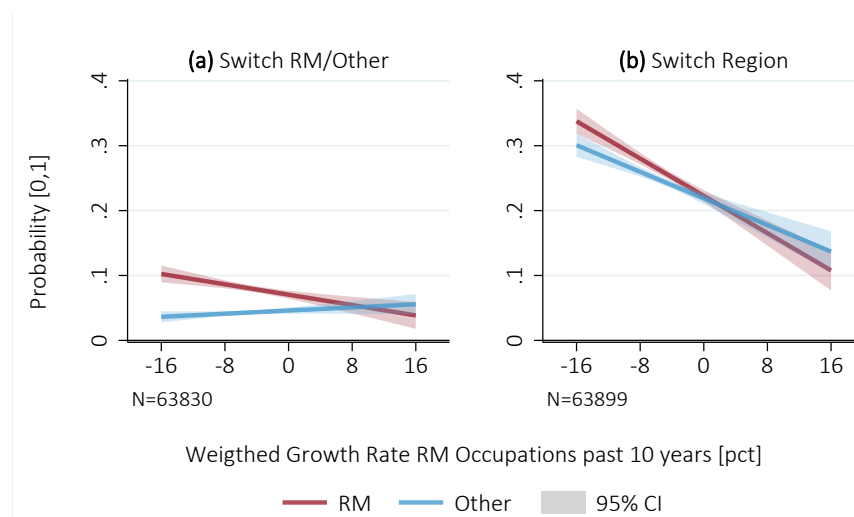 (a) Switch RM/Other
(b) Switch Region
Probability [0,1]
.4
.3
.2
.1
0
-16 -8 0 8 16
N=63830
.4
.3
.2
.1
0
-16 -8 0 8 16
N=63899
Weigthed Growth Rate RM Occupations past 10 years [pct]
RM Other 95% CI